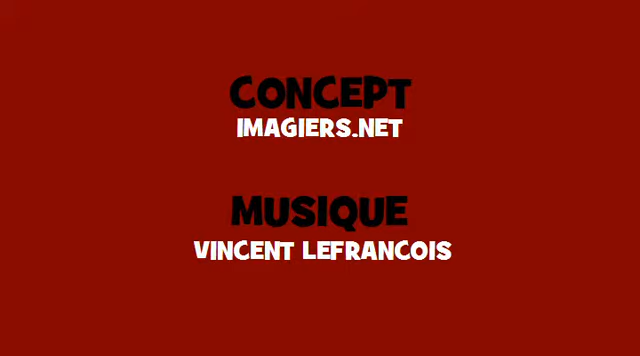 CONCEPT
IMAGIERS.NET
MUSIQUE
VINCENT LEFRANCOIS